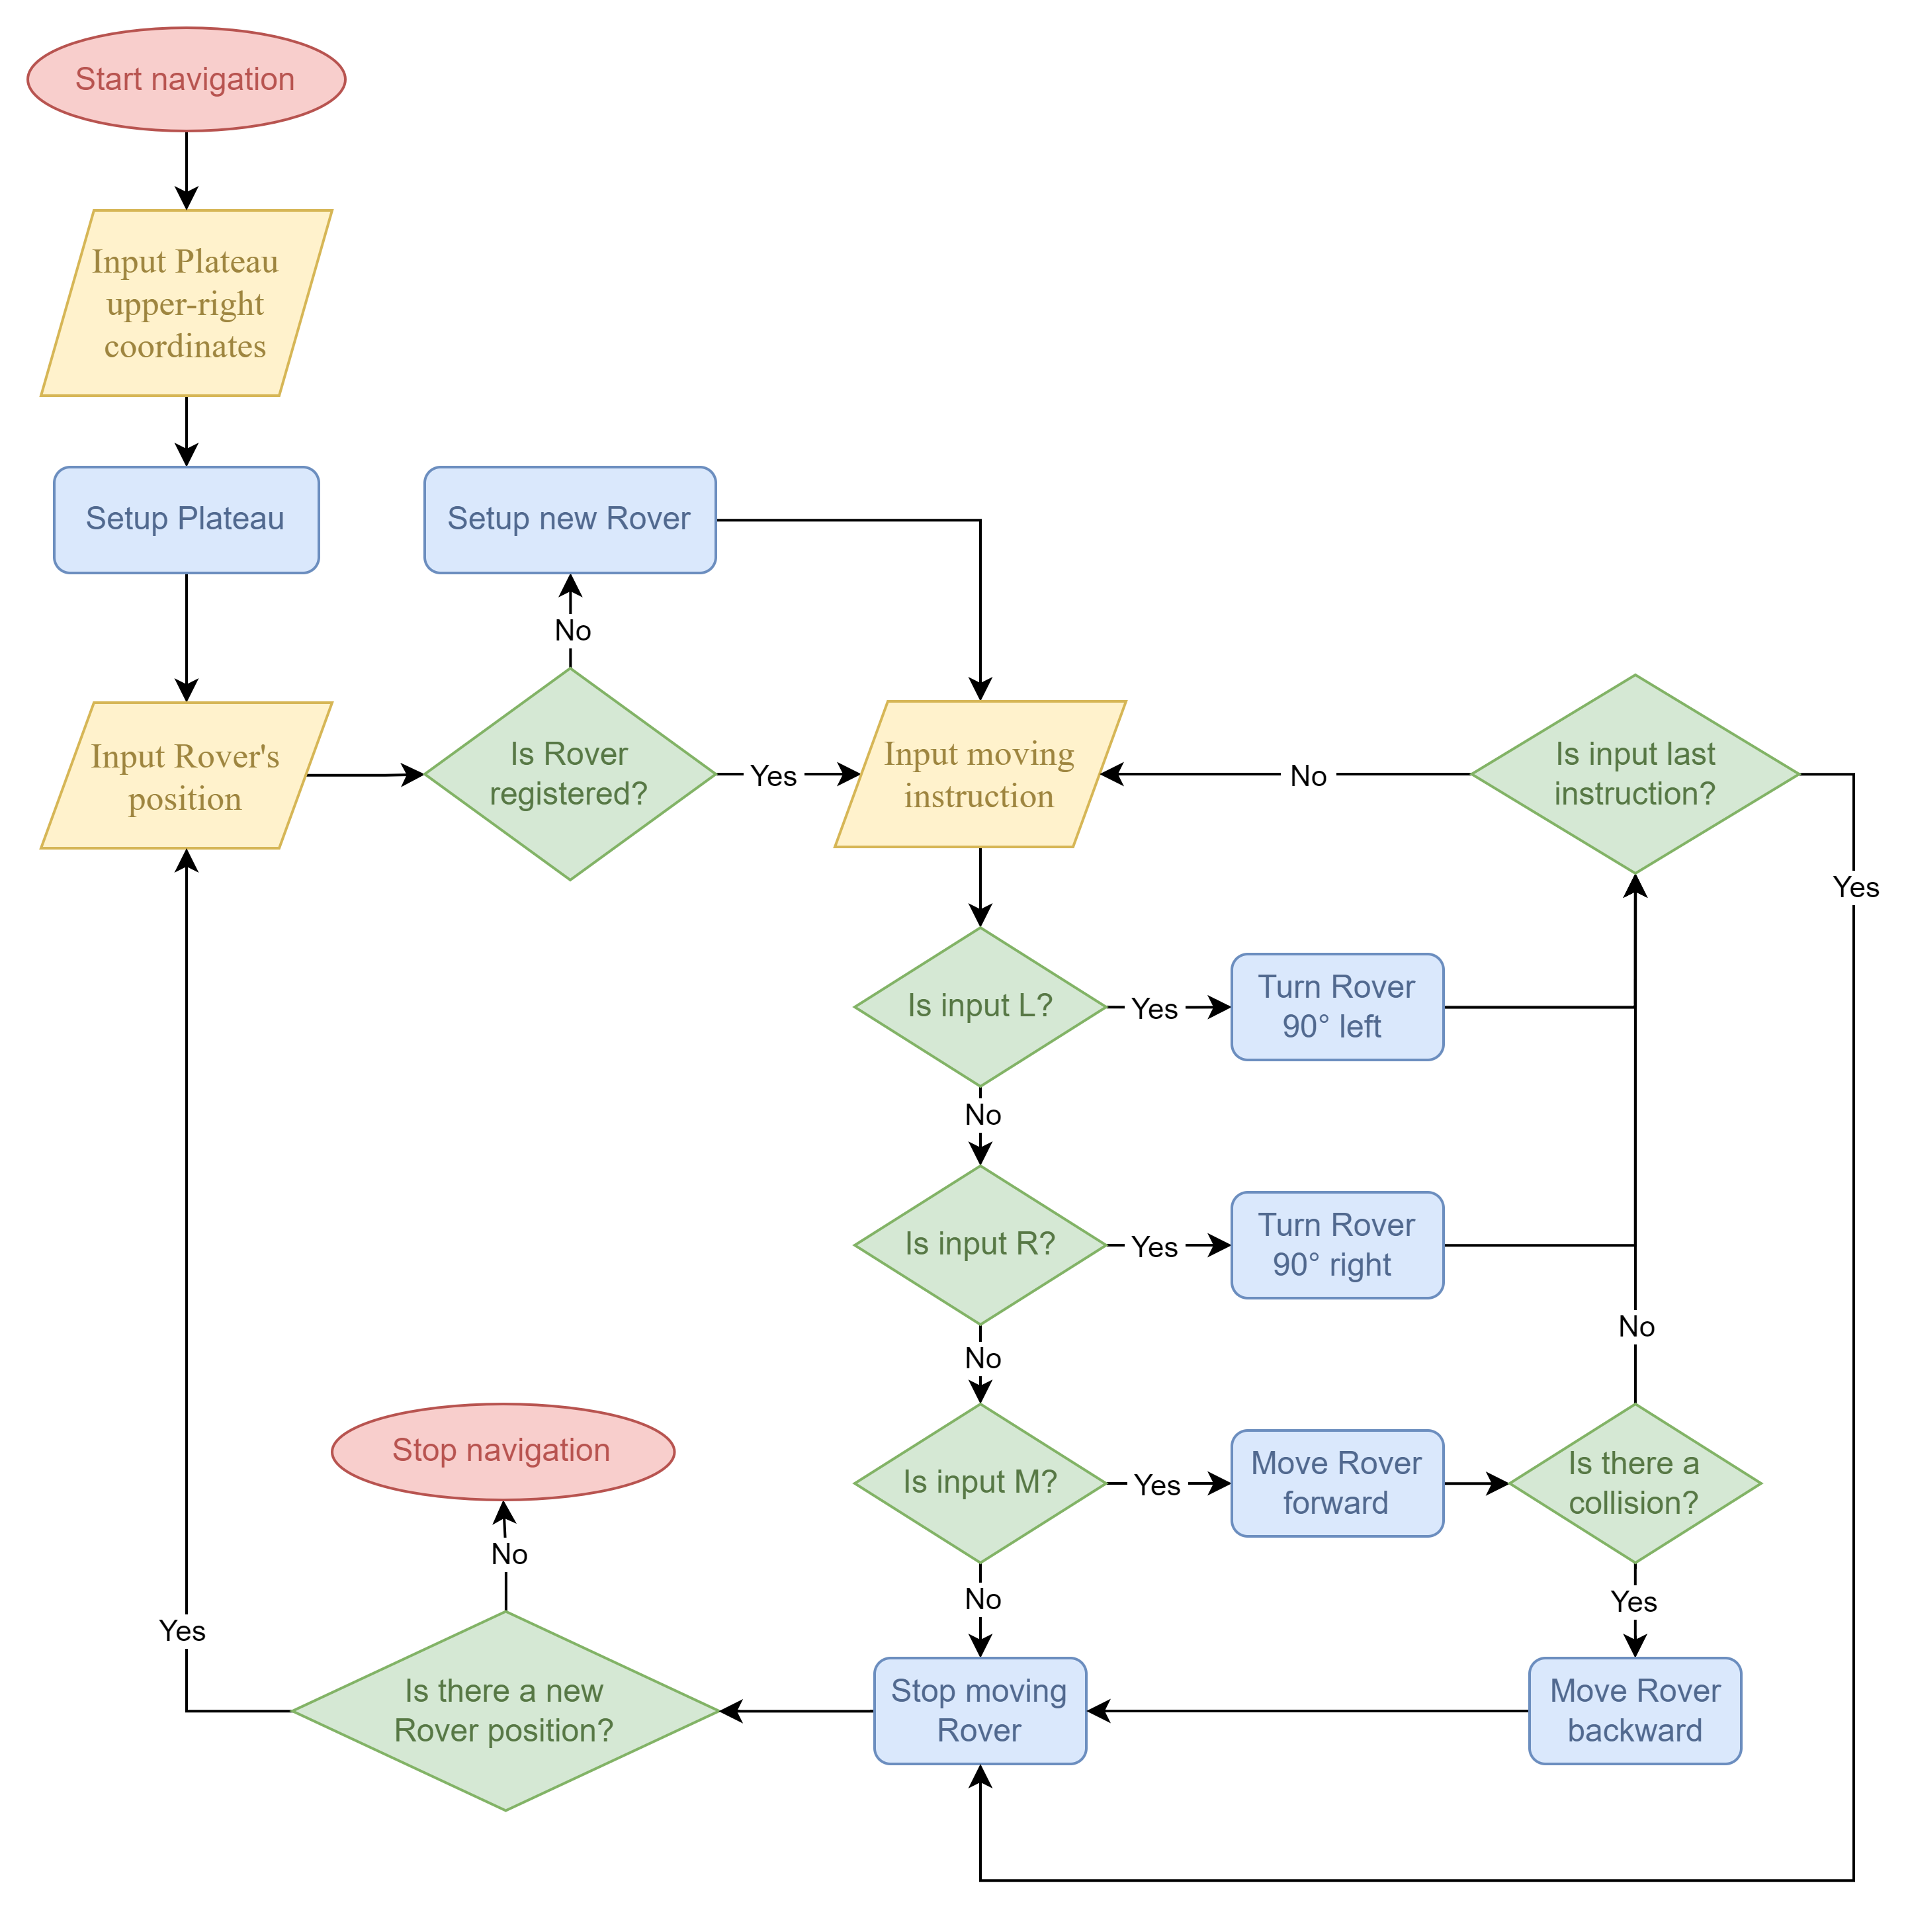 Start navigation
Input Plateau
upper-right
coordinates
Setup Plateau
Setup new Rover
No
Input Rover's
position
Is Rover
registered?
Yes
Input moving
instruction
No
Is input last
instruction?
Yes
Is input L?
Yes
Turn Rover
90° left
No
Is input R?
Yes
Turn Rover
90° right
No
No
Stop navigation
Is input M?
Yes
Move Rover
forward
Is there a
collision?
No
No
Yes
Yes
Is there a new
Rover position?
Stop moving
Rover
Move Rover
backward